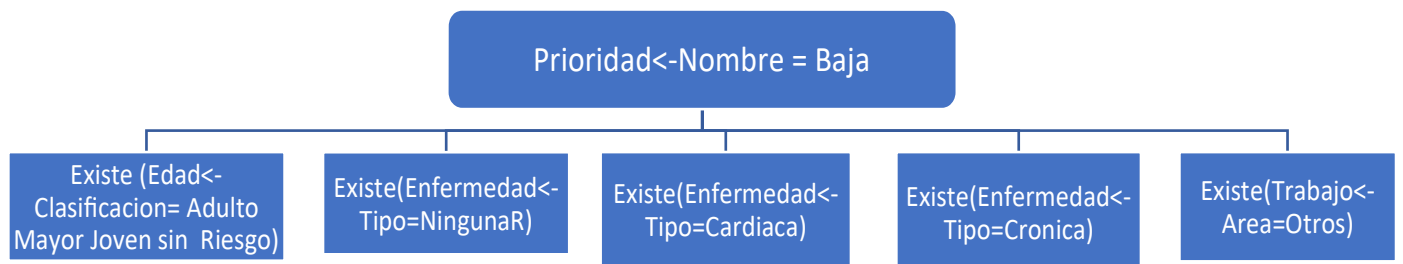 Prioridad<-Nombre = Baja
Existe (Edad<-
Clasificacion= Adulto
Mayor Joven sin  Riesgo)
Existe(Enfermedad<-
Tipo=NingunaR)
Existe(Enfermedad<-
Tipo=Cardiaca)
Existe(Enfermedad<-
Tipo=Cronica)
Existe(Trabajo<-
Area=Otros)